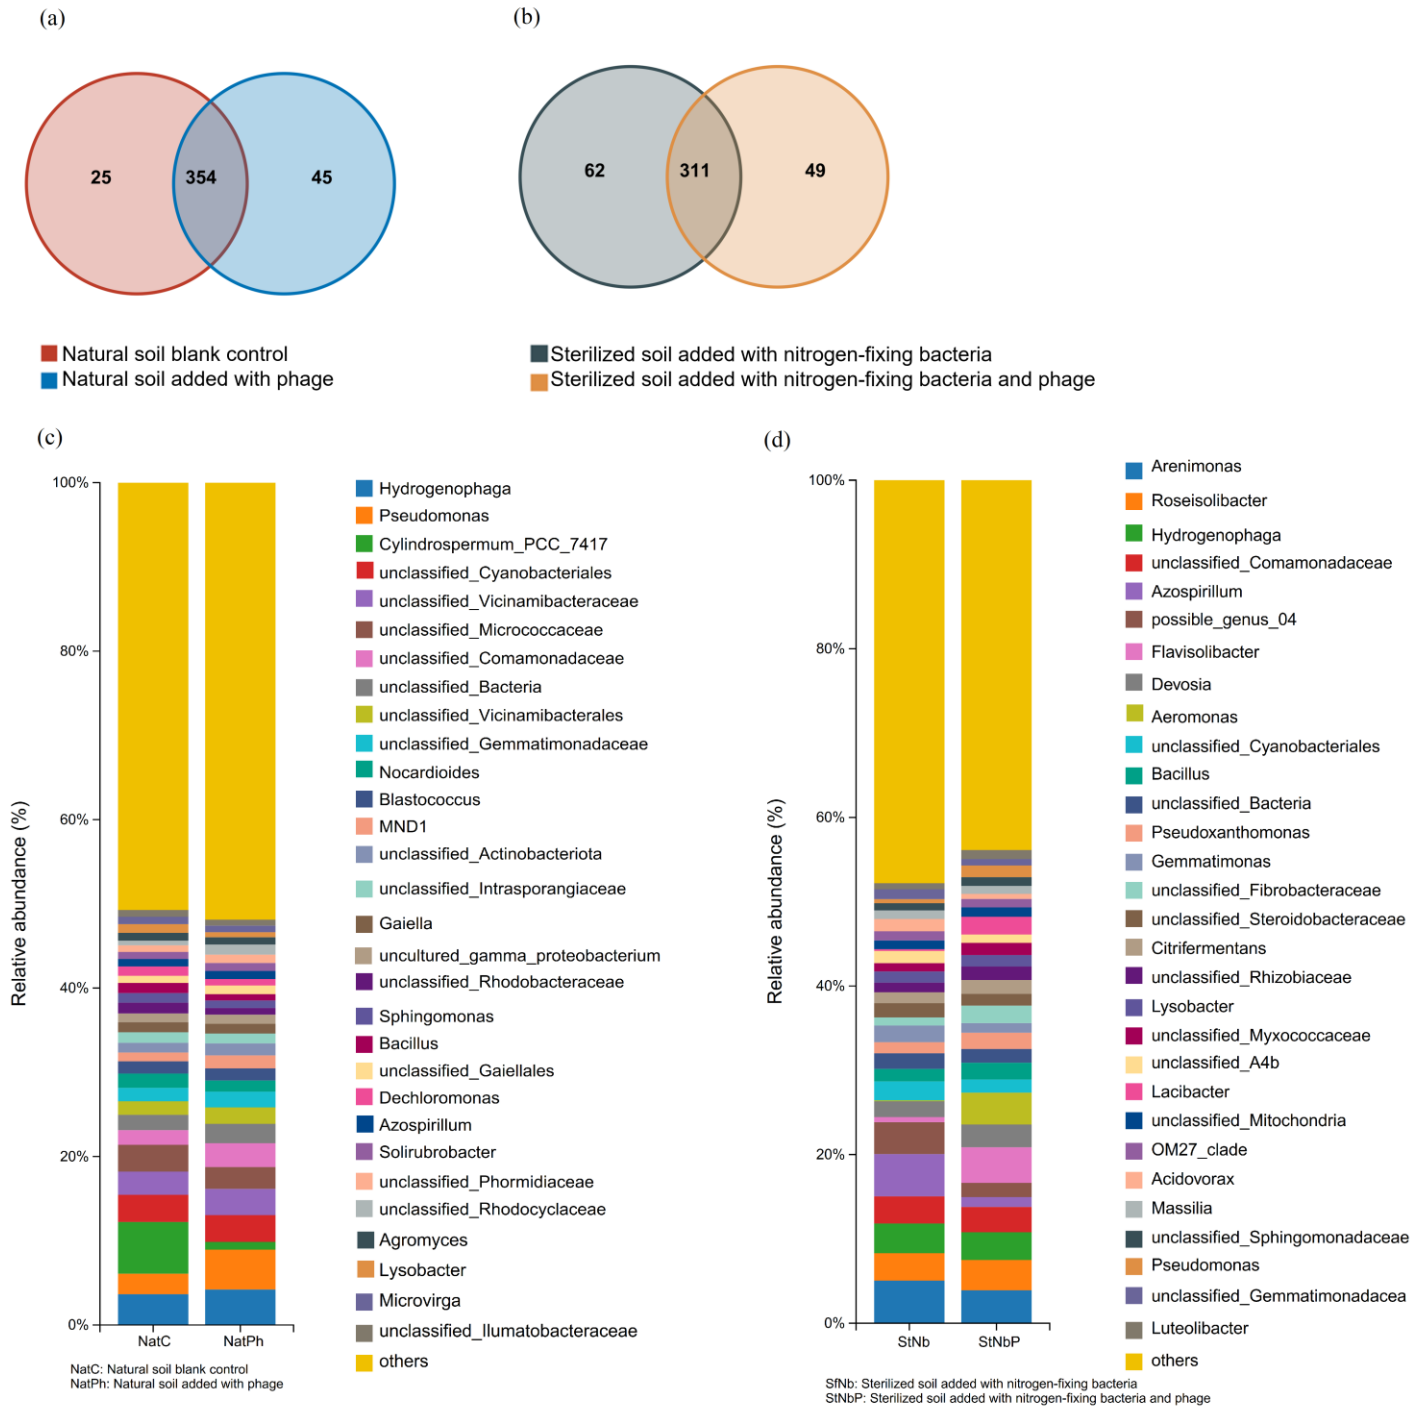 (a)
(b)
25
354
45
62
311
49
Natural soil blank control
Natural soil added with phage
Sterilized soil added with nitrogen-fixing bacteria
Sterilized soil added with nitrogen-fixing bacteria and phage
(c)
Relative abundance (%)
100%
80%
60%
40%
20%
0%
NatC
NatPh
Hydrogenophaga
Pseudomonas
Cylindrospermum_PCC_7417
unclassified_Cyanobacteriales
unclassified_Vicinamibacteraceae
unclassified_Micrococcaceae
unclassified_Comamonadaceae
unclassified_Bacteria
unclassified_Vicinamibacterales
unclassified_Gemmatimonadaceae
Nocardioides
Blastococcus
MND1
unclassified_Actinobacteriota
unclassified_Intrasporangiaceae
Gaiella
uncultured_gamma_proteobacterium
unclassified_Rhodobacteraceae
Sphingomonas
Bacillus
unclassified_Gaiellales
Dechloromonas
Azospirillum
Solirubrobacter
unclassified_Phormidiaceae
unclassified_Rhodocyclaceae
Agromyces
Lysobacter
Microvirga
unclassified_Ilumatobacteraceae
others
NatC: Natural soil blank control
NatPh: Natural soil added with phage
(d)
Relative abundance (%)
100%
80%
60%
40%
20%
0%
StNb
StNbP
Arenimonas
Roseisolibacter
Hydrogenophaga
unclassified_Comamonadaceae
Azospirillum
possible_genus_04
Flavisolibacter
Devosia
Aeromonas
unclassified_Cyanobacteriales
Bacillus
unclassified_Bacteria
Pseudoxanthomonas
Gemmatimonas
unclassified_Fibrobacteraceae
unclassified_Steroidobacteraceae
Citrifermentans
unclassified_Rhizobiaceae
Lysobacter
unclassified_Myxococcaceae
unclassified_A4b
Lacibacter
unclassified_Mitochondria
OM27_clade
Acidovorax
Massilia
unclassified_Sphingomonadaceae
Pseudomonas
unclassified_Gemmatimonadacea
Luteolibacter
others
SfNb: Sterilized soil added with nitrogen-fixing bacteria
StNbP: Sterilized soil added with nitrogen-fixing bacteria and phage